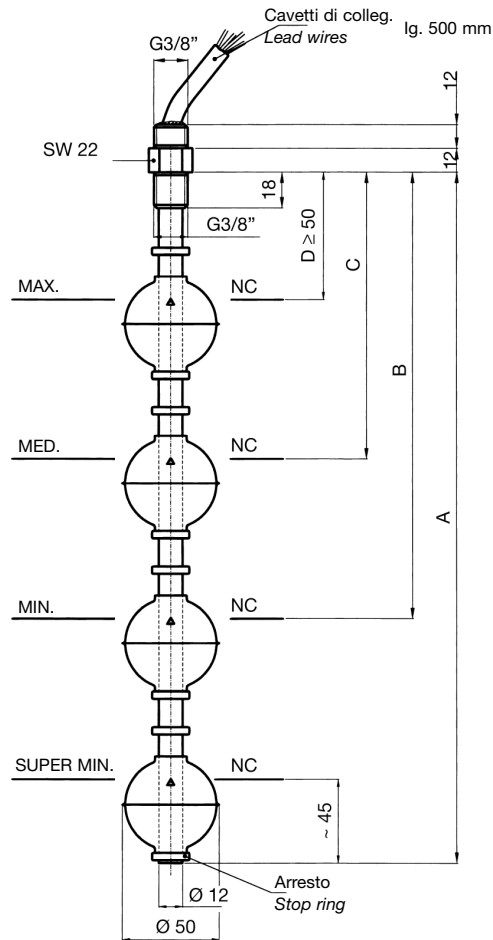 Cavetti di colleg.
Lead wires
lg. 500 mm
G3/8”
12
SW 22
12
18
G3/8”
D ≥ 50
C
B
A
MAX.
NC
MED.
NC
MIN.
NC
SUPER MIN.
NC
~ 45
Ø 12
Arresto
Stop ring
Ø 50